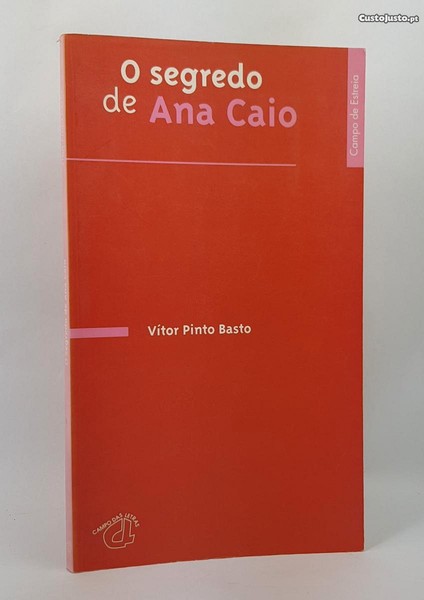 CustoJusto.pt
O segredo
de Ana Caio
Campo de Estreia
Vítor Pinto Basto
CAMPO DAS LETRAS